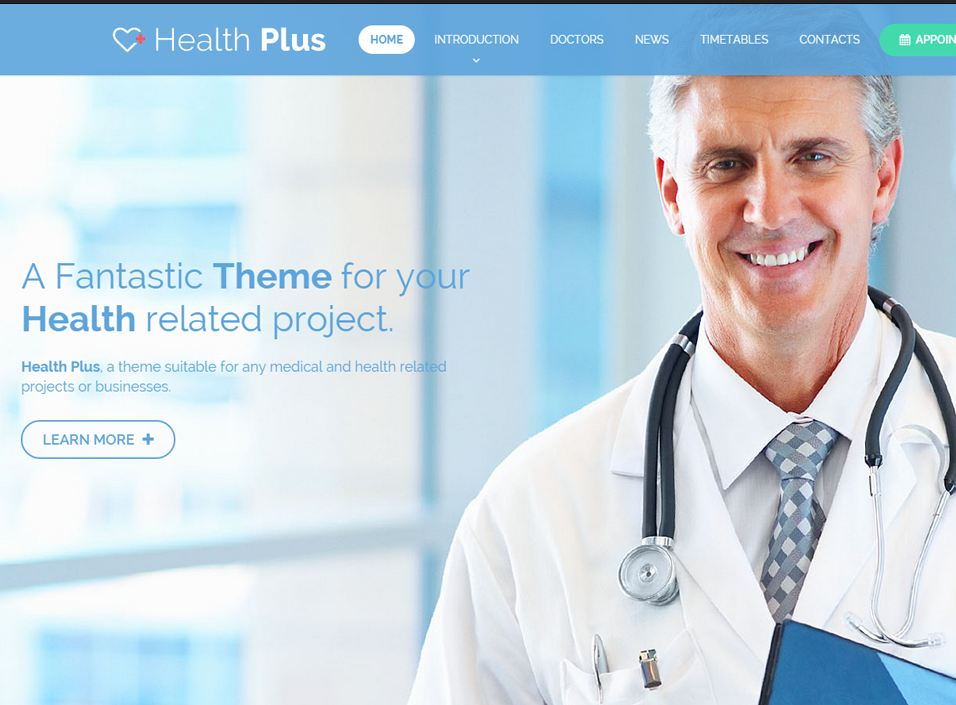 Health Plus
HOME
INTRODUCTION
DOCTORS
NEWS
TIMETABLES
CONTACTS
APPOIN
A Fantastic Theme for your
Health related project.
Health Plus, a theme suitable for any medical and health related
projects or businesses.
LEARN MORE